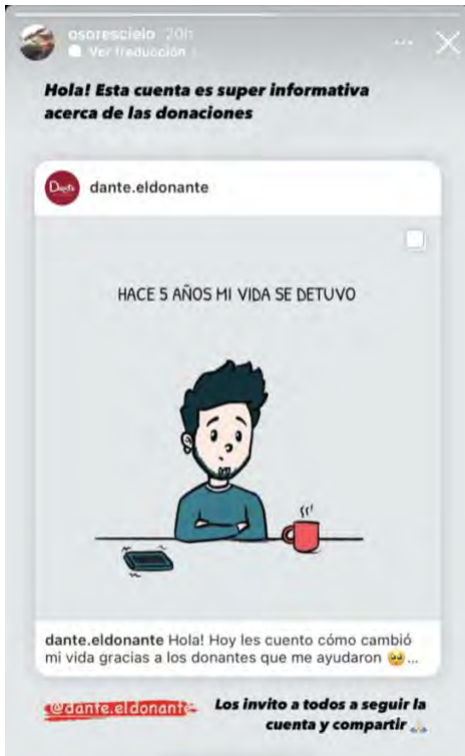 osorescielo 20h
Ver traducción
Hola! Esta cuenta es super informativa
acerca de las donaciones
Dante
dante.eldonante
HACE 5 AÑOS MI VIDA SE DETUVO
dante.eldonante Hola! Hoy les cuento cómo cambió
mi vida gracias a los donantes que me ayudaron 🥺...
@dante.eldonante
Los invito a todos a seguir la
cuenta y compartir 🙏🏻